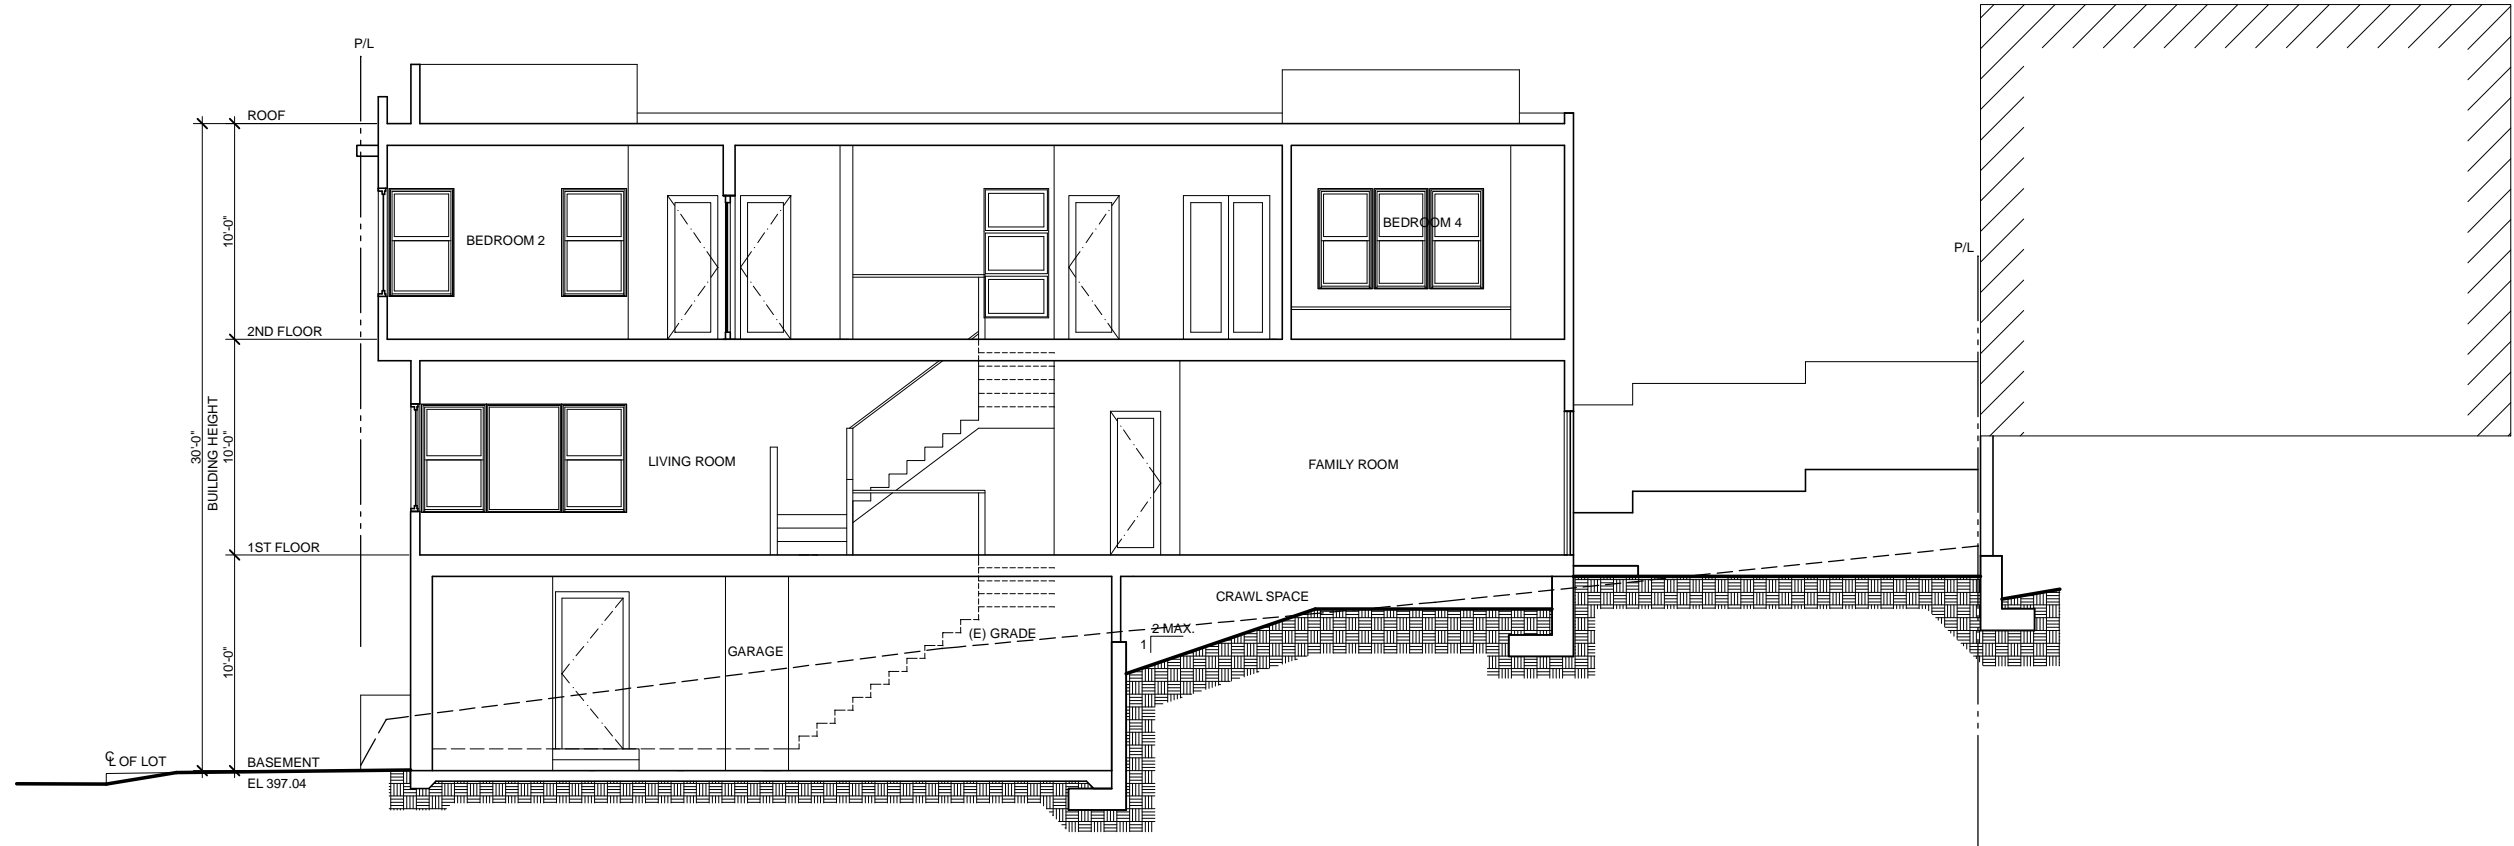 P/L
ROOF
10'-0"
BEDROOM 2
BEDROOM 4
P/L
2ND FLOOR
30'-0"
BUILDING HEIGHT
10'-0"
LIVING ROOM
FAMILY ROOM
1ST FLOOR
CRAWL SPACE
2 MAX.
1
(E) GRADE
10'-0"
GARAGE
℄ OF LOT
BASEMENT
EL 397.04